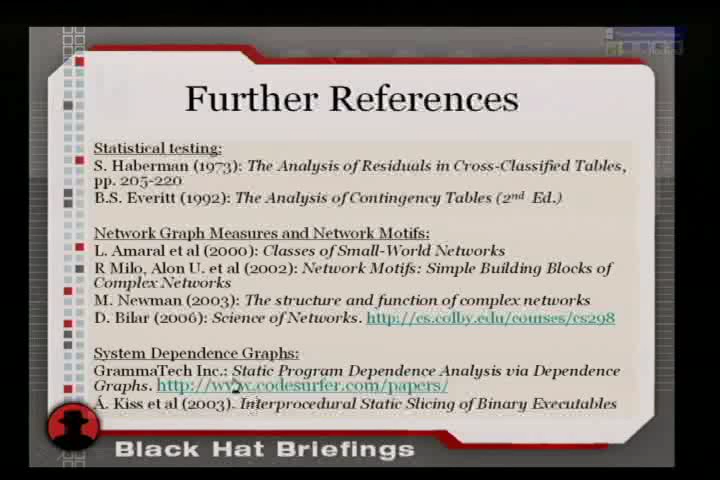 Further References
Statistical testing:
S. Haberman (1973): The Analysis of Residuals in Cross-Classified Tables,
pp. 205-220
B.S. Everitt (1992): The Analysis of Contingency Tables (2nd Ed.)
Network Graph Measures and Network Motifs:
L. Amaral et al (2000): Classes of Small-World Networks
R Milo, Alon U. et al (2002): Network Motifs: Simple Building Blocks of
Complex Networks
M. Newman (2003): The structure and function of complex networks
D. Bilar (2006): Science of Networks. http://cs.colby.edu/courses/cs298
System Dependence Graphs:
GrammaTech Inc.: Static Program Dependence Analysis via Dependence
Graphs. http://www.codesurfer.com/papers/
Á. Kiss et al (2003). Interprocedural Static Slicing of Binary Executables
Black Hat Briefings